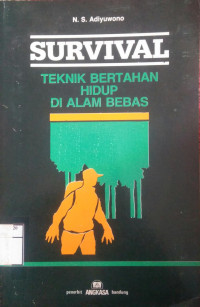 N. S. Adiyuwono
SURVIVAL
TEKNIK BERTAHAN
HIDUP
DI ALAM BEBAS
penerbit ANGKASA bandung